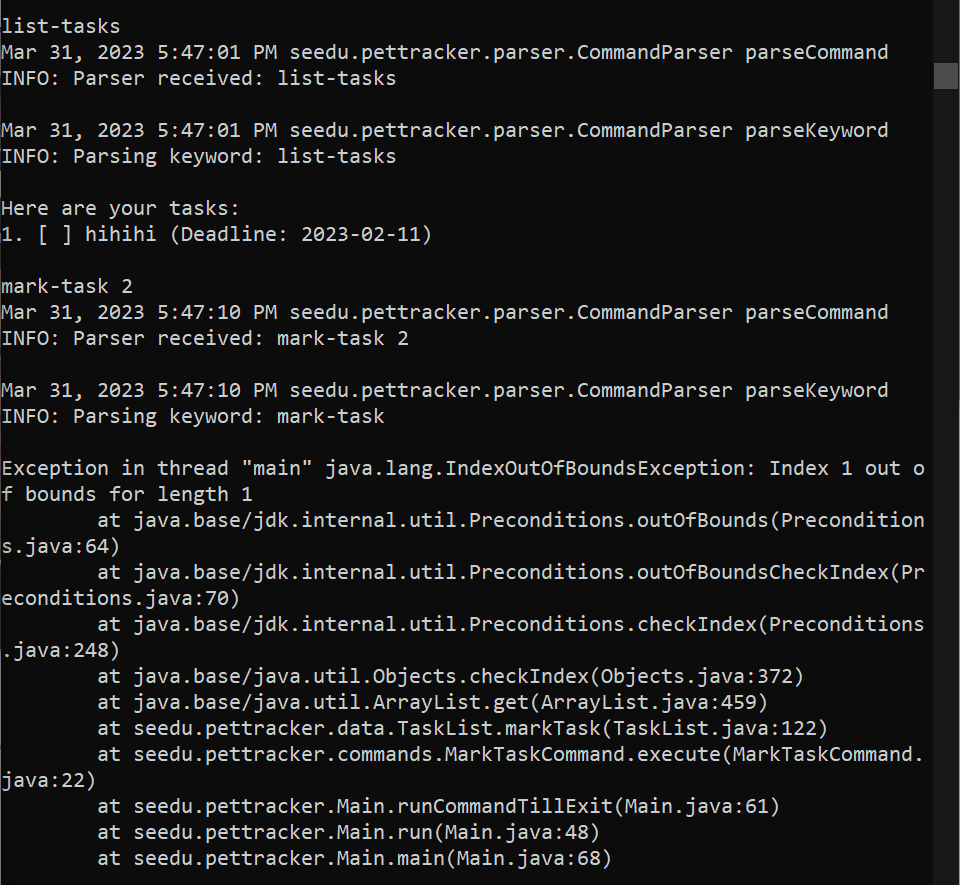 list-tasks
Mar 31, 2023 5:47:01 PM seedu.pettracker.parser.CommandParser parseCommand
INFO: Parser received: list-tasks
Mar 31, 2023 5:47:01 PM seedu.pettracker.parser.CommandParser parseKeyword
INFO: Parsing keyword: list-tasks
Here are your tasks:
1. [ ] hihihi (Deadline: 2023-02-11)
mark-task 2
Mar 31, 2023 5:47:10 PM seedu.pettracker.parser.CommandParser parseCommand
INFO: Parser received: mark-task 2
Mar 31, 2023 5:47:10 PM seedu.pettracker.parser.CommandParser parseKeyword
INFO: Parsing keyword: mark-task
Exception in thread "main" java.lang.IndexOutOfBoundsException: Index 1 out o
f bounds for length 1
        at java.base/jdk.internal.util.Preconditions.outOfBounds(Precondition
s.java:64)
        at java.base/jdk.internal.util.Preconditions.outOfBoundsCheckIndex(Pr
econditions.java:70)
        at java.base/jdk.internal.util.Preconditions.checkIndex(Preconditions
.java:248)
        at java.base/java.util.Objects.checkIndex(Objects.java:372)
        at java.base/java.util.ArrayList.get(ArrayList.java:459)
        at seedu.pettracker.data.TaskList.markTask(TaskList.java:122)
        at seedu.pettracker.commands.MarkTaskCommand.execute(MarkTaskCommand.
java:22)
        at seedu.pettracker.Main.runCommandTillExit(Main.java:61)
        at seedu.pettracker.Main.run(Main.java:48)
        at seedu.pettracker.Main.main(Main.java:68)